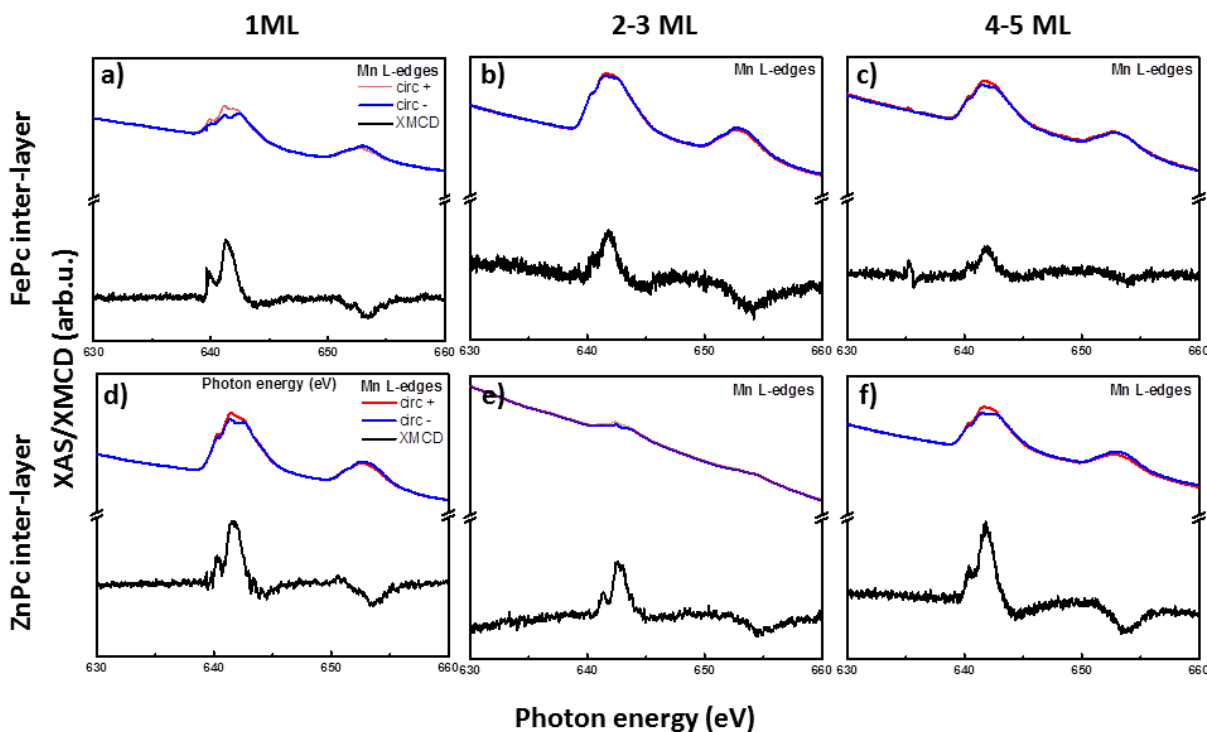 1ML
2-3 ML
4-5 ML
FePc inter-layer
ZnPc inter-layer
XAS/XMCD (arb.u.)
a)
Mn L-edges
circ +
circ -
XMCD
630
640
650
660
b)
Mn L-edges
630
640
650
660
c)
Mn L-edges
630
640
650
660
d)
Photon energy (eV)
Mn L-edges
circ +
circ -
XMCD
630
640
650
660
e)
Mn L-edges
630
640
650
660
f)
Mn L-edges
630
640
650
660
Photon energy (eV)